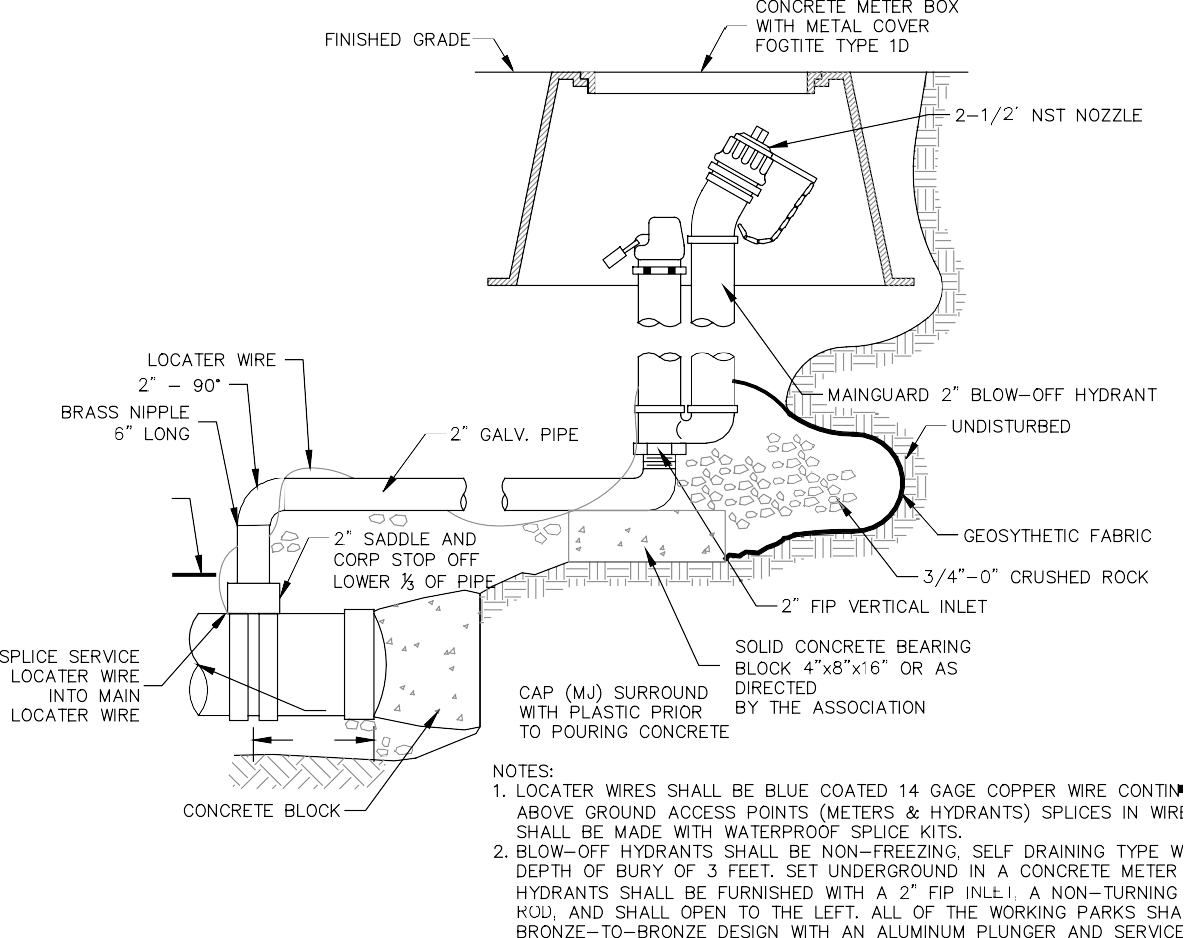 CONCRETE METER BOX
WITH METAL COVER
FOGTITE TYPE 1D
FINISHED GRADE
2-1/2' NST NOZZLE
LOCATER WIRE
2" - 90°
BRASS NIPPLE
6" LONG
2" GALV. PIPE
MAINGUARD 2" BLOW-OFF HYDRANT
UNDISTURBED
2" SADDLE AND
CORP STOP OFF
LOWER ⅓ OF PIPE
GEOSYTHETIC FABRIC
3/4"-0" CRUSHED ROCK
2" FIP VERTICAL INLET
SPLICE SERVICE
LOCATER WIRE
INTO MAIN
LOCATER WIRE
SOLID CONCRETE BEARING
BLOCK 4"x8"x16" OR AS
DIRECTED
BY THE ASSOCIATION
CAP (MJ) SURROUND
WITH PLASTIC PRIOR
TO POURING CONCRETE
CONCRETE BLOCK
NOTES:
1. LOCATER WIRES SHALL BE BLUE COATED 14 GAGE COPPER WIRE
ABOVE GROUND ACCESS POINTS (METERS & HYDRANTS) SPLICES IN
SHALL BE MADE WITH WATERPROOF SPLICE KITS.
2. BLOW-OFF HYDRANTS SHALL BE NON-FREEZING, SELF DRAINING TYPE
DEPTH OF BURY OF 3 FEET. SET UNDERGROUND IN A CONCRETE METER
HYDRANTS SHALL BE FURNISHED WITH A 2" FIP INLET, A NON-TURNING
ROD, AND SHALL OPEN TO THE LEFT. ALL OF THE WORKING PARKS
BRONZE-TO-BRONZE DESIGN WITH AN ALUMINUM PLUNGER AND SERVICE